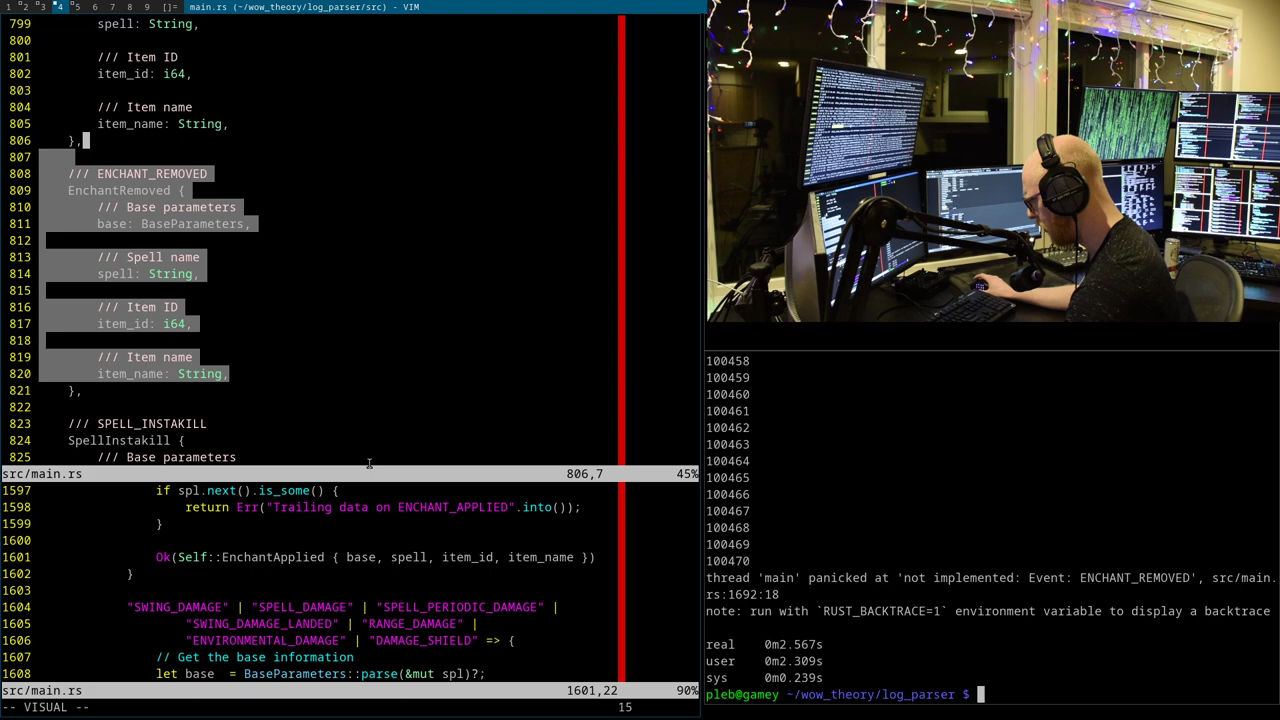 1 2 3 4 5 6 7 8 9 []= main.rs (~/wow_theory/log_parser/src) - VIM
799 spell: String,
800
801 /// Item ID
802 item_id: i64,
803
804 /// Item name
805 item_name: String,
806 },
807
808 /// ENCHANT_REMOVED
809 EnchantRemoved {
810 /// Base parameters
811 base: BaseParameters,
812
813 /// Spell name
814 spell: String,
815
816 /// Item ID
817 item_id: i64,
818
819 /// Item name
820 item_name: String,
821 },
822
823 /// SPELL_INSTAKILL
824 SpellInstakill {
825 /// Base parameters
src/main.rs 806,7 45%
1597 if spl.next().is_some() {
1598 return Err("Trailing data on ENCHANT_APPLIED".into());
1599 }
1600
1601 Ok(Self::EnchantApplied { base, spell, item_id, item_name })
1602 }
1603
1604 "SWING_DAMAGE" | "SPELL_DAMAGE" | "SPELL_PERIODIC_DAMAGE" |
1605 "SWING_DAMAGE_LANDED" | "RANGE_DAMAGE" |
1606 "ENVIRONMENTAL_DAMAGE" | "DAMAGE_SHIELD" => {
1607 // Get the base information
1608 let base  = BaseParameters::parse(&mut spl)?;
src/main.rs 1601,22 90%
-- VISUAL -- 15
100458
100459
100460
100461
100462
100463
100464
100465
100466
100467
100468
100469
100470
thread 'main' panicked at 'not implemented: Event: ENCHANT_REMOVED', src/main.
rs:1692:18
note: run with `RUST_BACKTRACE=1` environment variable to display a backtrace
real 0m2.567s
user 0m2.309s
sys 0m0.239s
pleb@gamey ~/wow_theory/log_parser $